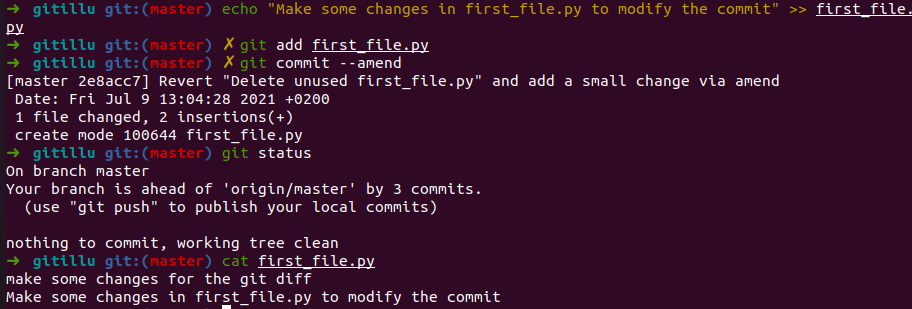 ➜ gitillu git:(master) echo "Make some changes in first_file.py to modify the commit" >> first_file.
py
➜ gitillu git:(master) ✗ git add first_file.py
➜ gitillu git:(master) ✗ git commit --amend
[master 2e8acc7] Revert "Delete unused first_file.py" and add a small change via amend
 Date: Fri Jul 9 13:04:28 2021 +0200
 1 file changed, 2 insertions(+)
 create mode 100644 first_file.py
➜ gitillu git:(master) git status
On branch master
Your branch is ahead of 'origin/master' by 3 commits.
  (use "git push" to publish your local commits)

nothing to commit, working tree clean
➜ gitillu git:(master) cat first_file.py
make some changes for the git diff
Make some changes in first_file.py to modify the commit